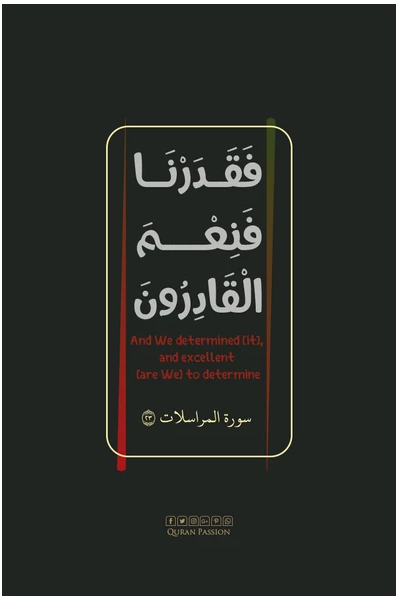 فَقَدَرْنَا
فَنِعْمَ
الْقَادِرُونَ
And We determined [it],
and excellent
[are We] to determine
سورة المراسلات ٢٣
QURAN PASSION